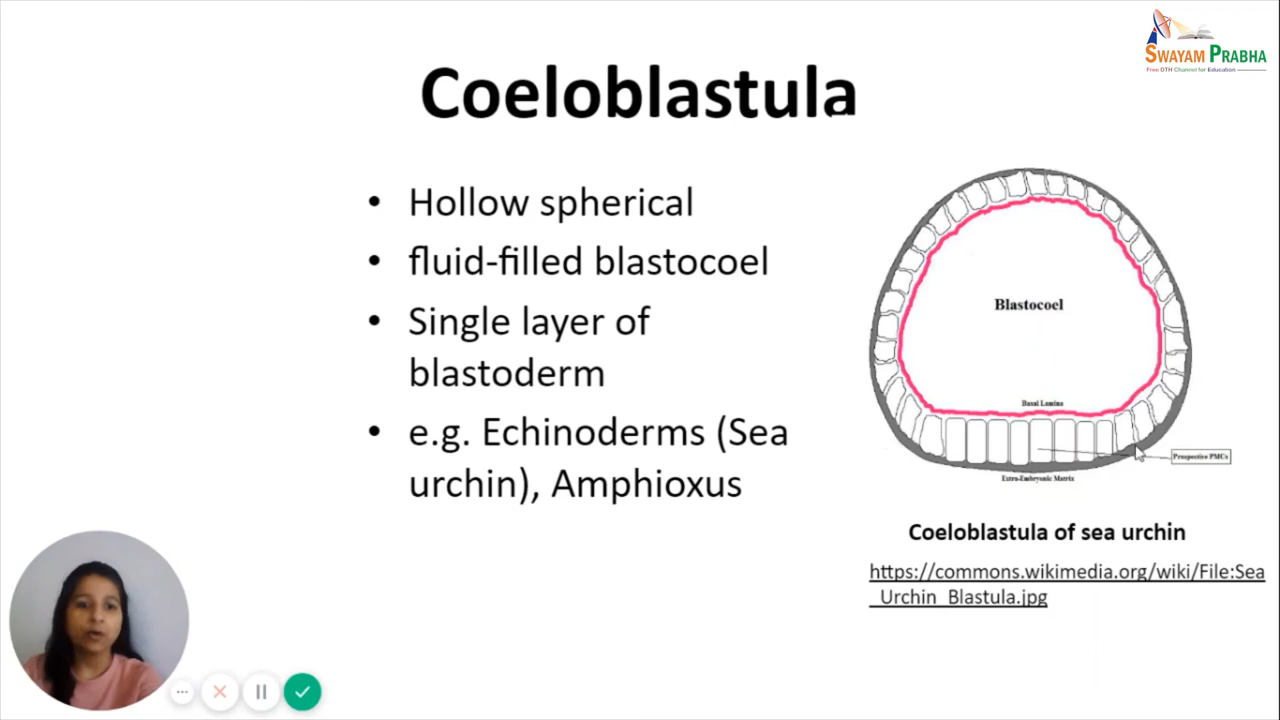 SWAYAM PRABHA
Free DTH Channel for Education
Coeloblastula
• Hollow spherical
• fluid-filled blastocoel
• Single layer of
blastoderm
• e.g. Echinoderms (Sea
urchin), Amphioxus
Blastocoel
Basal Lamina
Prospective PMCs
Extra-Embryonic Matrix
Coeloblastula of sea urchin
https://commons.wikimedia.org/wiki/File:Sea
_Urchin_Blastula.jpg